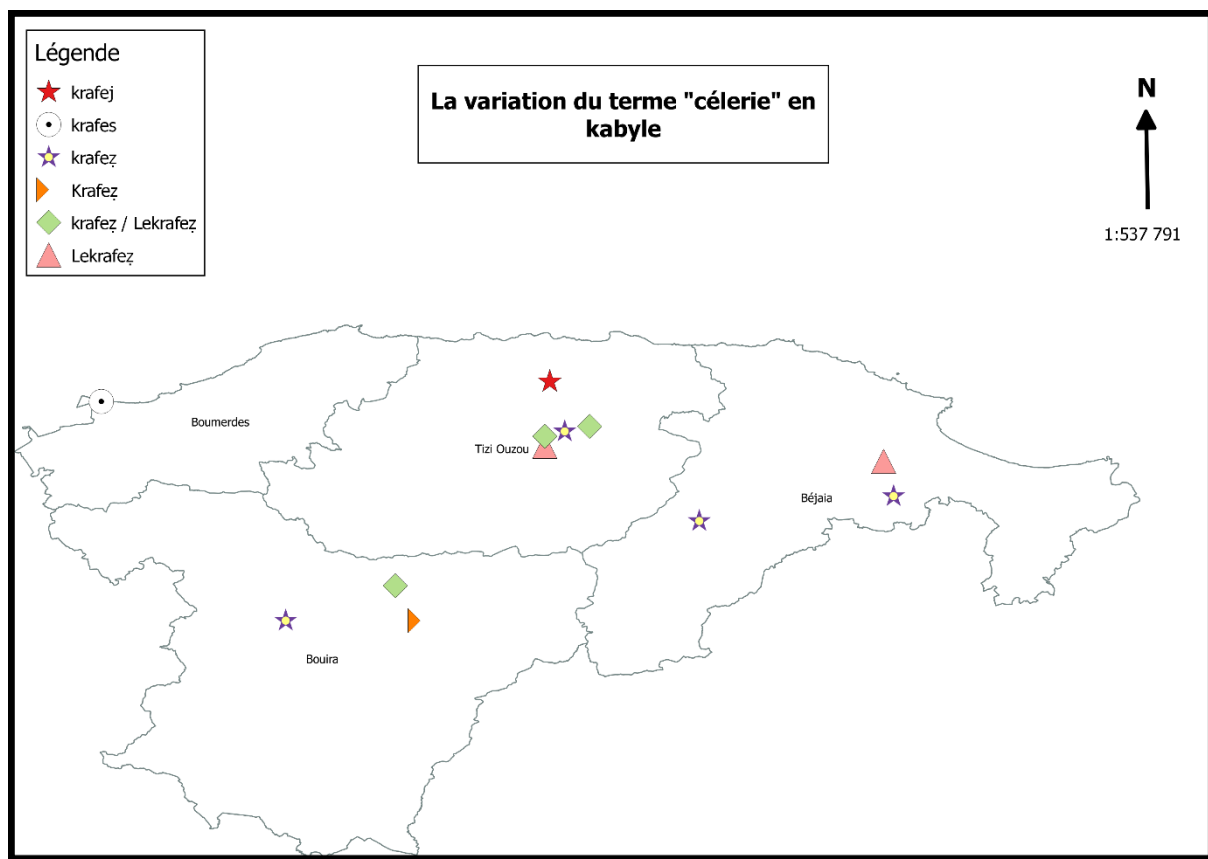 Légende
krafej
krafes
krafeẓ
Krafeẓ
krafeẓ / Lekrafeẓ
Lekrafeẓ
La variation du terme "célerie" en
kabyle
N
1:537 791
Boumerdes
Tizi Ouzou
Béjaia
Bouira